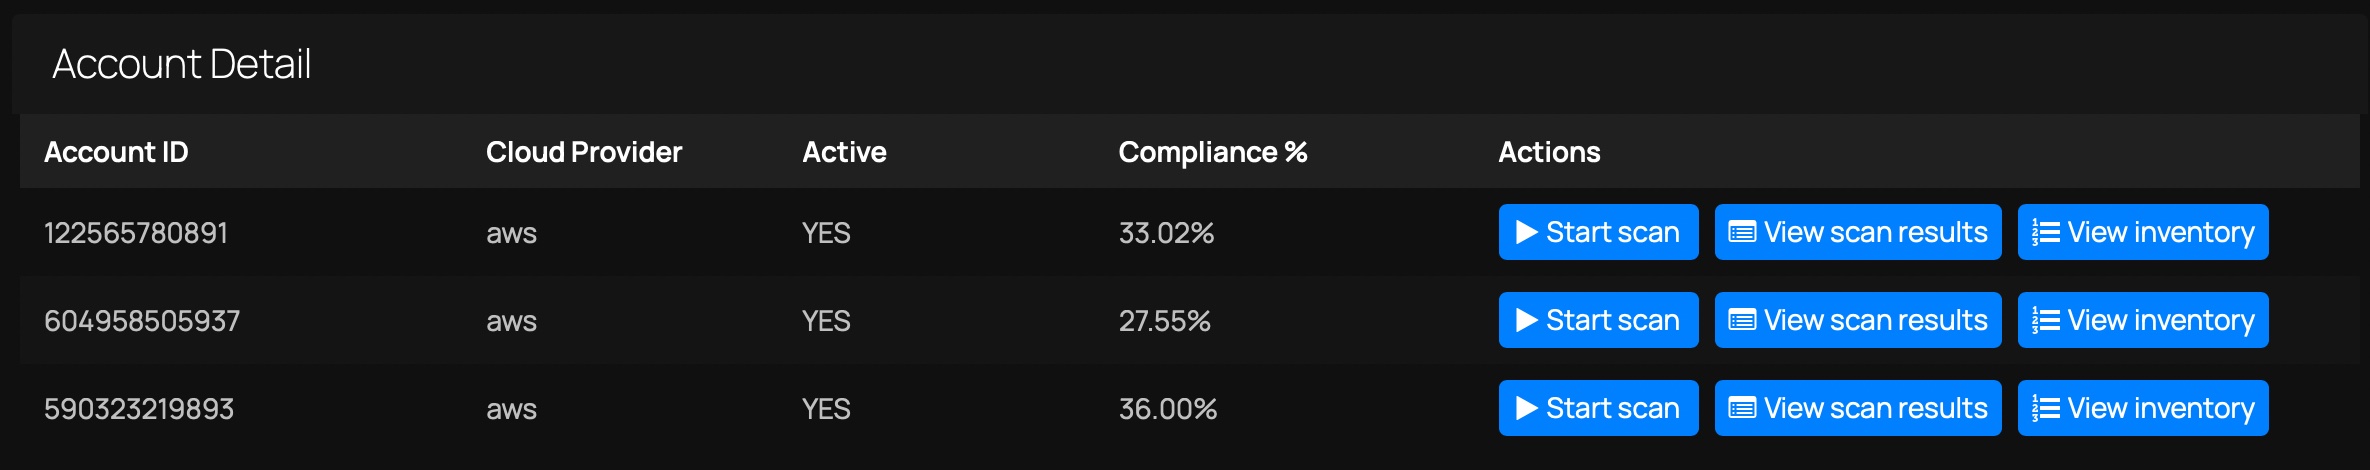 Account Detail
Account ID Cloud Provider Active Compliance % Actions
122565780891 aws YES 33.02% Start scan View scan results View inventory
604958505937 aws YES 27.55% Start scan View scan results View inventory
590323219893 aws YES 36.00% Start scan View scan results View inventory